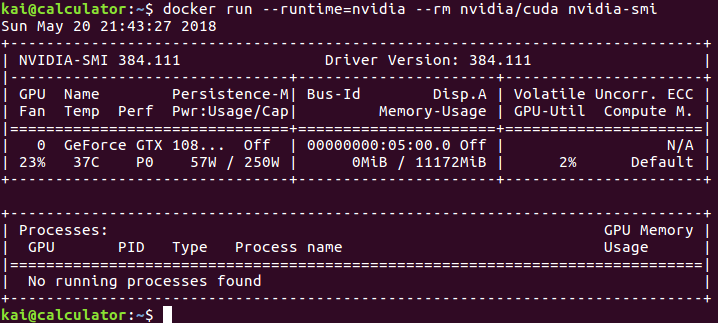 kai@calculator:~$ docker run --runtime=nvidia --rm nvidia/cuda nvidia-smi
Sun May 20 21:43:27 2018
+-----------------------------------------------------------------------------+
| NVIDIA-SMI 384.111                Driver Version: 384.111                   |
|-------------------------------+----------------------+----------------------+
| GPU  Name        Persistence-M| Bus-Id        Disp.A | Volatile Uncorr. ECC |
| Fan  Temp  Perf  Pwr:Usage/Cap|         Memory-Usage | GPU-Util  Compute M. |
|===============================+======================+======================|
|   0  GeForce GTX 108...  Off  | 00000000:05:00.0 Off |                  N/A |
| 23%   37C    P0    57W / 250W |      0MiB / 11172MiB |      2%      Default |
+-------------------------------+----------------------+----------------------+

+-----------------------------------------------------------------------------+
| Processes:                                                       GPU Memory |
|  GPU       PID   Type   Process name                             Usage      |
|=============================================================================|
|  No running processes found                                                 |
+-----------------------------------------------------------------------------+
kai@calculator:~$